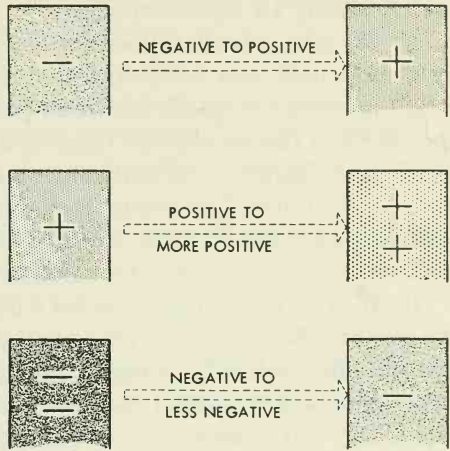 NEGATIVE TO POSITIVE
— +
POSITIVE TO
MORE POSITIVE
+ +
+
NEGATIVE TO
LESS NEGATIVE
— —
—